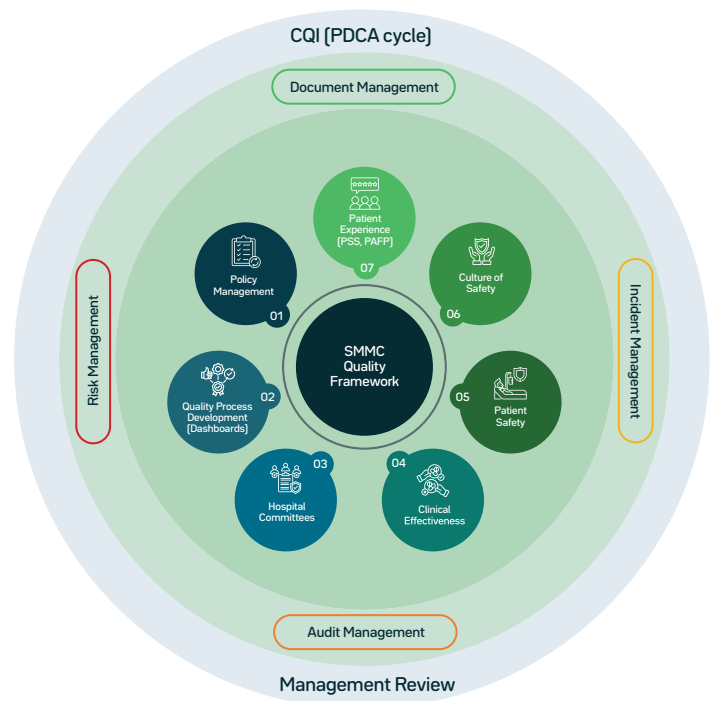 CQI (PDCA cycle)
Document Management
Patient
Experience
(PSS, PAFP)
07
Policy
Management
01
Culture of
Safety
06
Risk Management
Incident Management
SMMC
Quality
Framework
Quality Process
Development
(Dashboards)
02
Patient
Safety
05
Hospital
Committees
03
Clinical
Effectiveness
04
Audit Management
Management Review